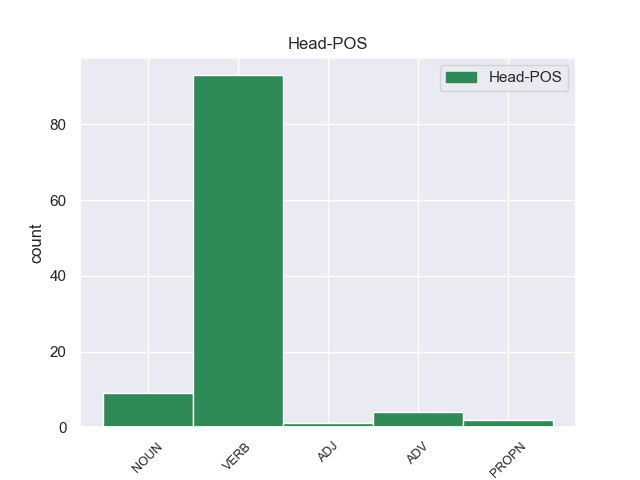 Head-POS
Head-POS
count
80
60
40
20
0
NOUN
VERB
ADJ
ADV
PROPN